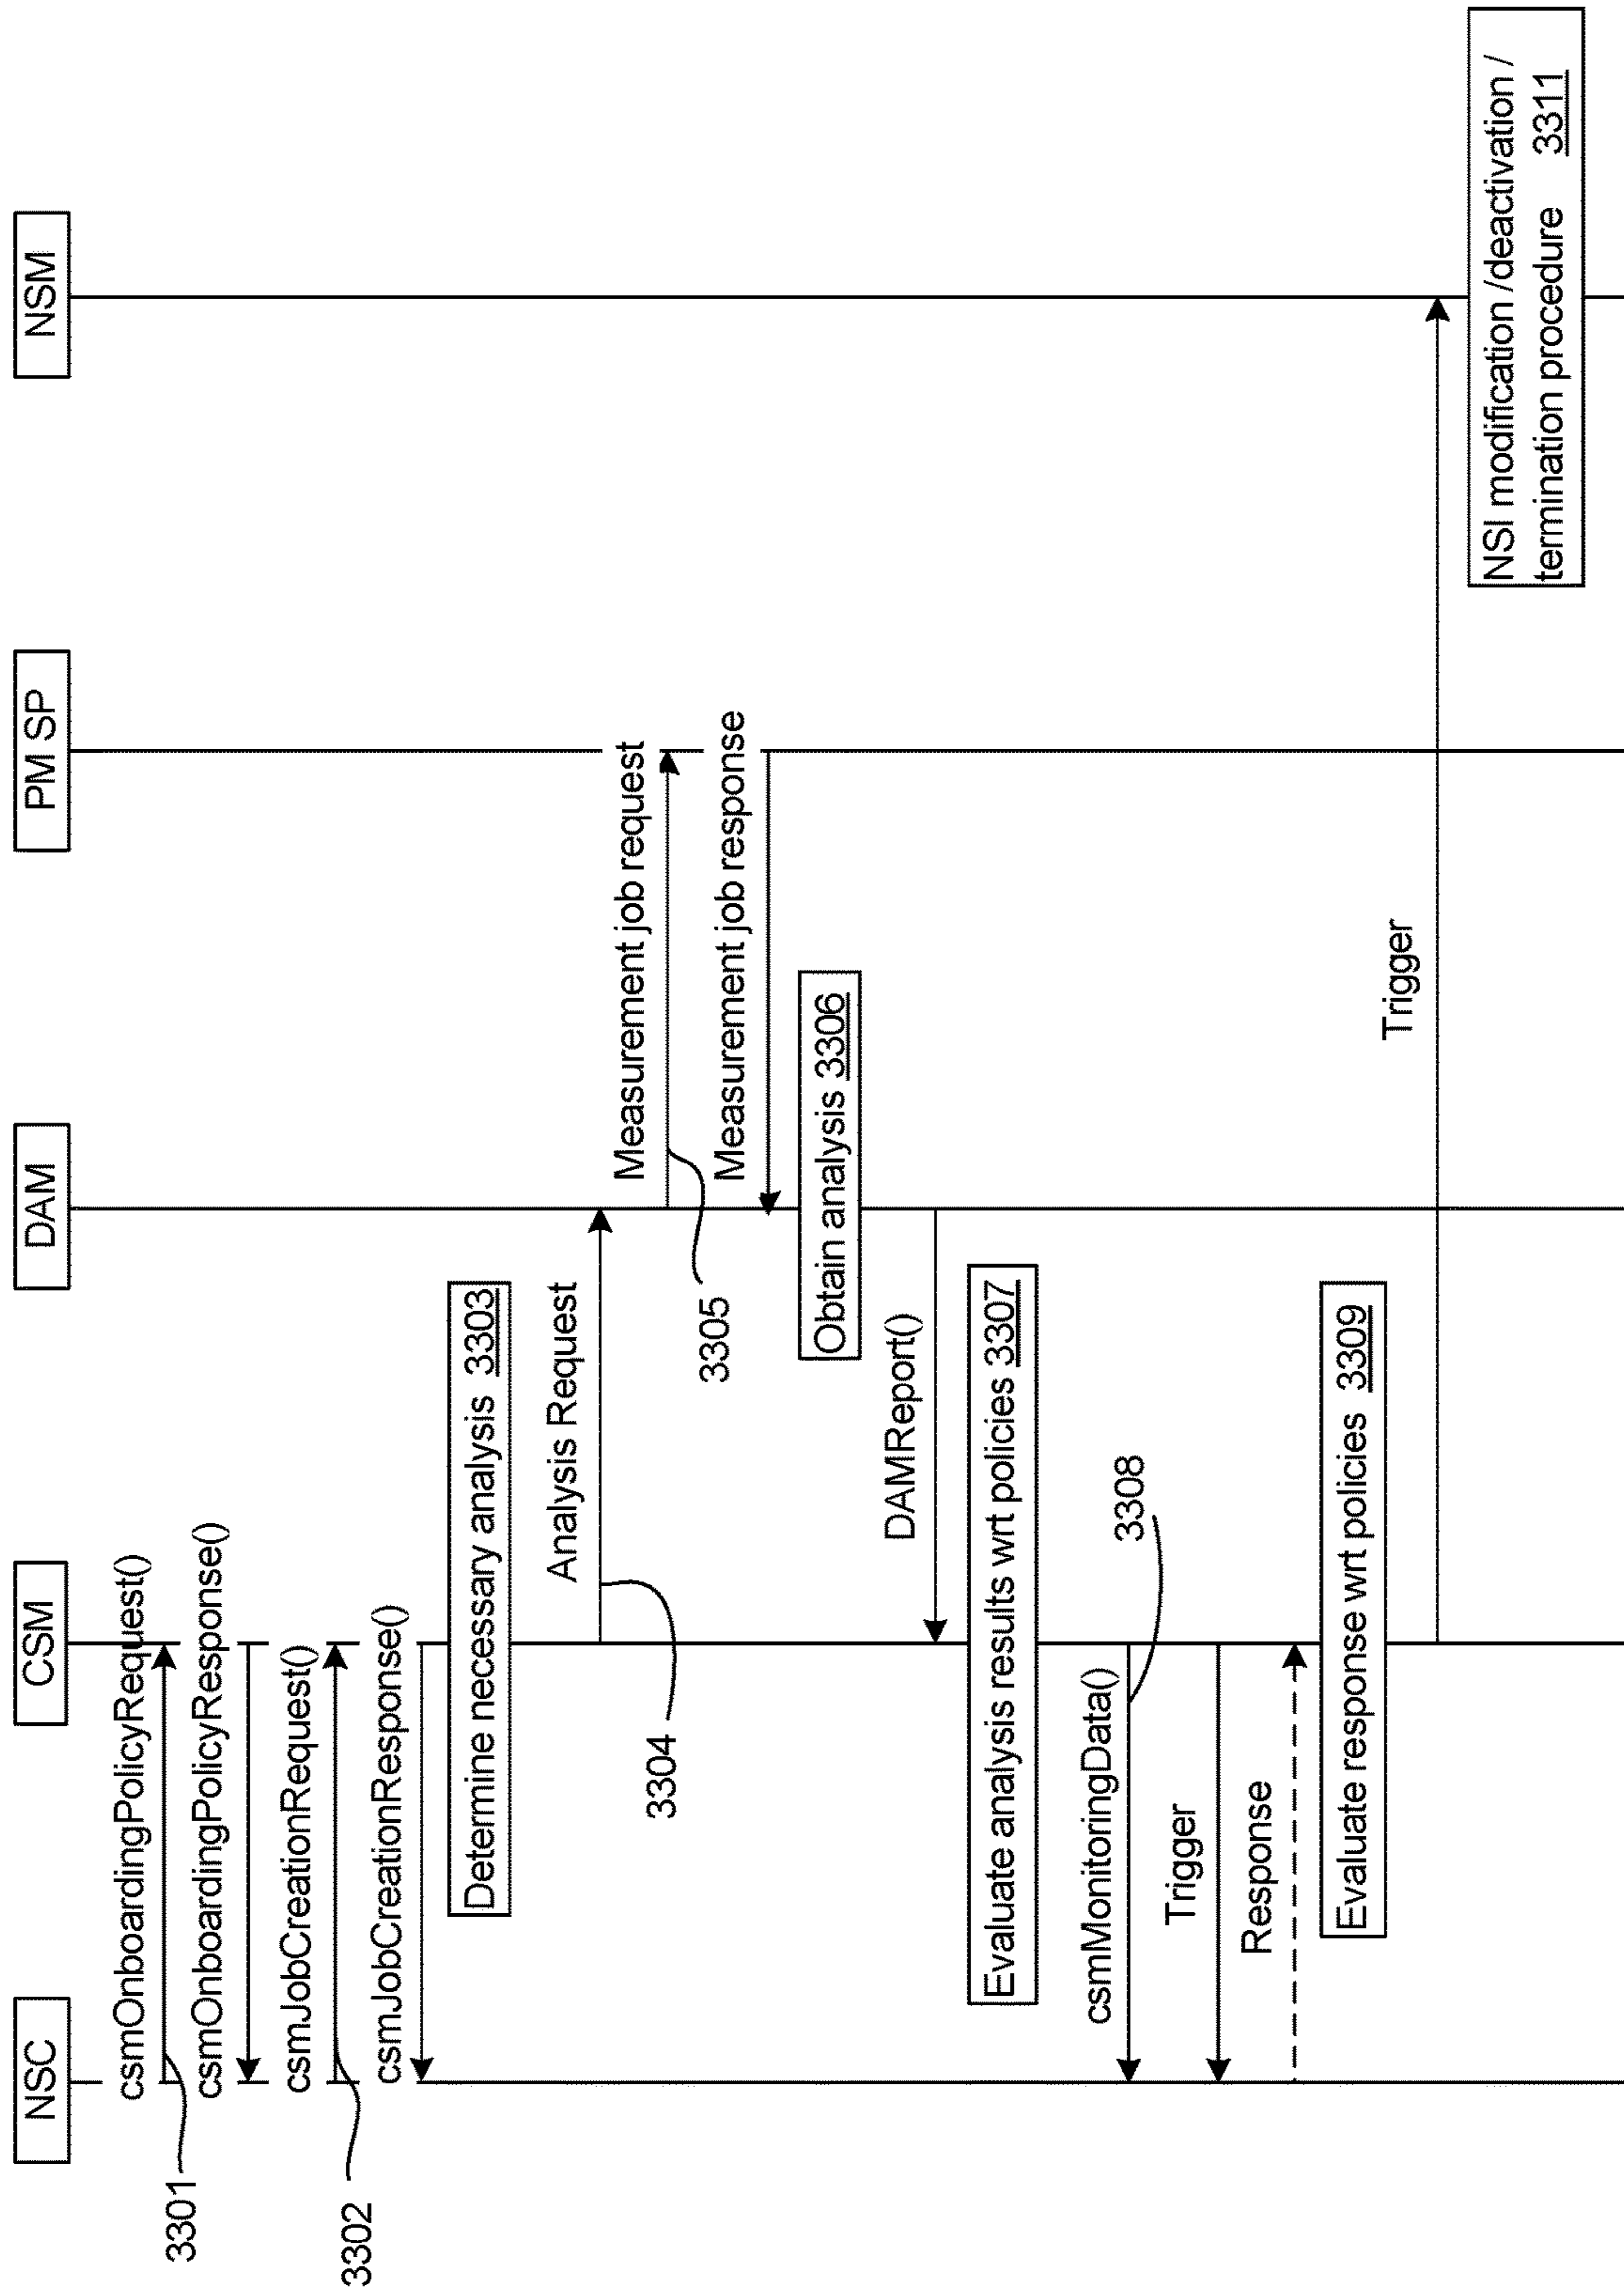 NSC
CSM
DAM
PM SP
NSM
csmOnboardingPolicyRequest()
3301
csmOnboardingPolicyResponse()
csmJobCreationRequest()
3302
csmJobCreationResponse()
Determine necessary analysis 3303
Analysis Request
3304
Measurement job request
3305
Measurement job response
Obtain analysis 3306
DAMReport()
Evaluate analysis results wrt policies 3307
csmMonitoringData()
3308
Trigger
Response
Evaluate response wrt policies 3309
Trigger
NSI modification /deactivation /
termination procedure 3311